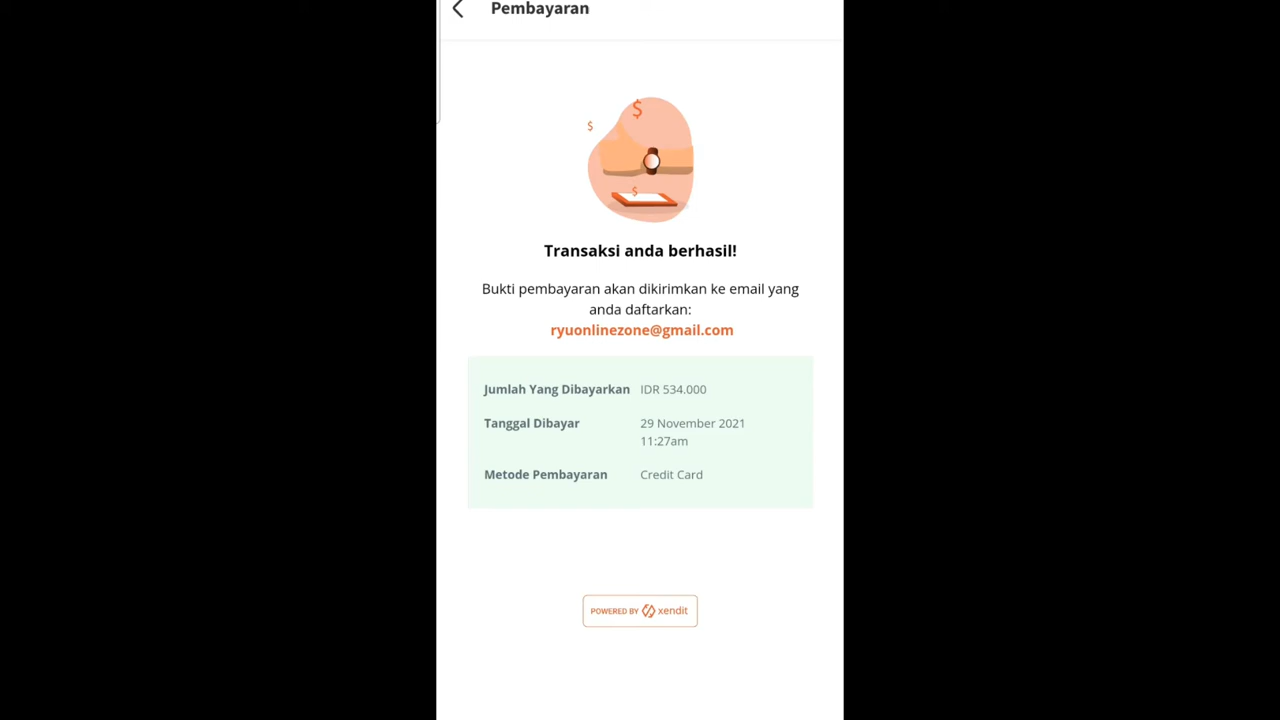 Pembayaran
$
$
$
Transaksi anda berhasil!
Bukti pembayaran akan dikirimkan ke email yang
anda daftarkan:
ryuonlinezone@gmail.com
Jumlah Yang Dibayarkan IDR 534.000
Tanggal Dibayar 29 November 2021
11:27am
Metode Pembayaran Credit Card
POWERED BY xendit